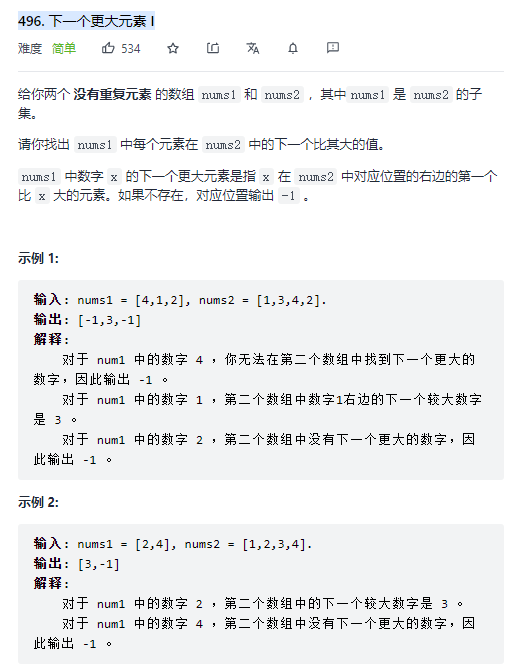 496. 下一个更大元素 I
难度 简单 534
给你两个 没有重复元素 的数组 nums1 和 nums2 ，其中 nums1 是 nums2 的子
集。
请你找出 nums1 中每个元素在 nums2 中的下一个比其大的值。
nums1 中数字 x 的下一个更大元素是指 x 在 nums2 中对应位置的右边的第一个
比 x 大的元素。如果不存在，对应位置输出 -1 。
示例 1:
输入: nums1 = [4,1,2], nums2 = [1,3,4,2].
输出: [-1,3,-1]
解释:
对于 num1 中的数字 4 ，你无法在第二个数组中找到下一个更大的
数字，因此输出 -1 。
对于 num1 中的数字 1 ，第二个数组中数字1右边的下一个较大数字
是 3 。
对于 num1 中的数字 2 ，第二个数组中没有下一个更大的数字，因
此输出 -1 。
示例 2:
输入: nums1 = [2,4], nums2 = [1,2,3,4].
输出: [3,-1]
解释:
对于 num1 中的数字 2 ，第二个数组中的下一个较大数字是 3 。
对于 num1 中的数字 4 ，第二个数组中没有下一个更大的数字，因
此输出 -1 。